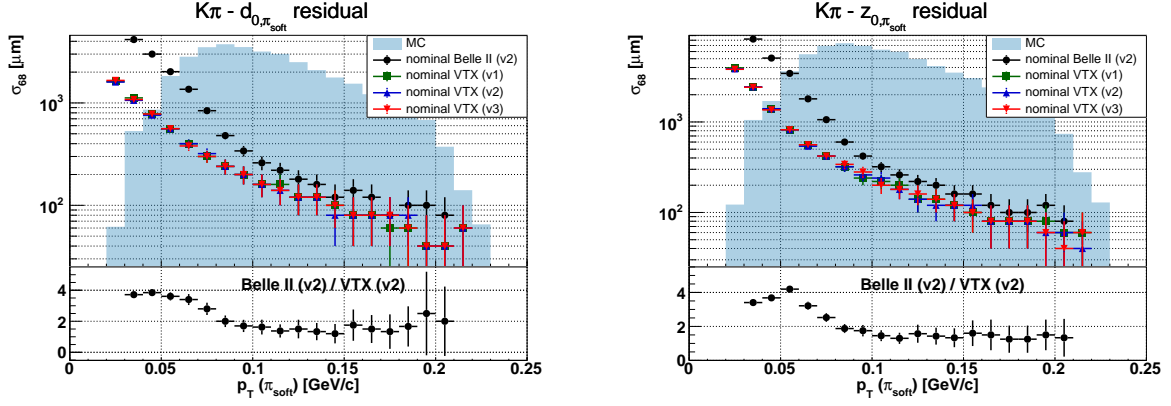 Kπ - d0,πsoft residual
σ68 [μm]
10³
10²
MC
nominal Belle II (v2)
nominal VTX (v1)
nominal VTX (v2)
nominal VTX (v3)
Belle II (v2) / VTX (v2)
4
2
0
0 0.05 0.1 0.15 0.2 0.25
pT (πsoft) [GeV/c]
Kπ - z0,πsoft residual
σ68 [μm]
10³
10²
MC
nominal Belle II (v2)
nominal VTX (v1)
nominal VTX (v2)
nominal VTX (v3)
Belle II (v2) / VTX (v2)
4
2
0
0 0.05 0.1 0.15 0.2 0.25
pT (πsoft) [GeV/c]